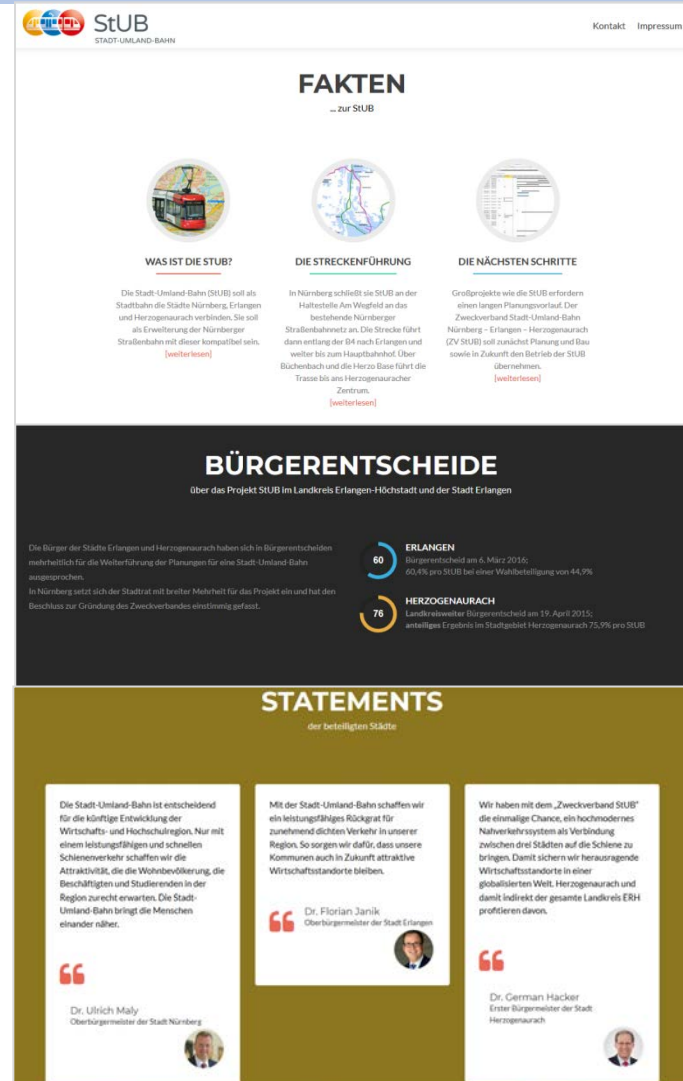 StUB
STADT-UMLAND-BAHN
Kontakt Impressum
FAKTEN
... zur StUB
WAS IST DIE STUB?
Die Stadt-Umland-Bahn (StUB) soll als
Stadtbahn die Städte Nürnberg, Erlangen
und Herzogenaurach verbinden. Sie soll
als Erweiterung der Nürnberger
Straßenbahn mit dieser kompatibel sein.
[weiterlesen]
DIE STRECKENFÜHRUNG
In Nürnberg schließt sie StUB an der
Haltestelle Am Wegfeld an das
bestehende Nürnberger
Straßenbahnnetz an. Die Strecke führt
dann entlang der B4 nach Erlangen und
weiter bis zum Hauptbahnhof. Über
Büchenbach und die Herzo Base führt die
Trasse bis ans Herzogenauracher
Zentrum.
[weiterlesen]
DIE NÄCHSTEN SCHRITTE
Großprojekte wie die StUB erfordern
einen langen Planungsvorlauf. Der
Zweckverband Stadt-Umland-Bahn
Nürnberg – Erlangen – Herzogenaurach
(ZV StUB) soll zunächst Planung und Bau
sowie in Zukunft den Betrieb der StUB
übernehmen.
[weiterlesen]
BÜRGERENTSCHEIDE
über das Projekt StUB im Landkreis Erlangen-Höchstadt und der Stadt Erlangen
Die Bürger der Städte Erlangen und Herzogenaurach haben sich in Bürgerentscheiden
mehrheitlich für die Weiterführung der Planungen für eine Stadt-Umland-Bahn
ausgesprochen.
In Nürnberg setzt sich der Stadtrat mit breiter Mehrheit für das Projekt ein und hat den
Beschluss zur Gründung des Zweckverbandes einstimmig gefasst.
60
ERLANGEN
Bürgerentscheid am 6. März 2016;
60,4% pro StUB bei einer Wahlbeteiligung von 44,9%
76
HERZOGENAURACH
Landkreisweiter Bürgerentscheid am 19. April 2015;
anteiliges Ergebnis im Stadtgebiet Herzogenaurach 75,9% pro StUB
STATEMENTS
der beteiligten Städte
Die Stadt-Umland-Bahn ist entscheidend
für die künftige Entwicklung der
Wirtschafts- und Hochschulregion. Nur mit
einem leistungsfähigen und schnellen
Schienenverkehr schaffen wir die
Attraktivität, die die Wohnbevölkerung, die
Beschäftigten und Studierenden in der
Region zurecht erwarten. Die Stadt-
Umland-Bahn bringt die Menschen
einander näher.
Dr. Ulrich Maly
Oberbürgermeister der Stadt Nürnberg
Mit der Stadt-Umland-Bahn schaffen wir
ein leistungsfähiges Rückgrat für
zunehmend dichten Verkehr in unserer
Region. So sorgen wir dafür, dass unsere
Kommunen auch in Zukunft attraktive
Wirtschaftsstandorte bleiben.
Dr. Florian Janik
Oberbürgermeister der Stadt Erlangen
Wir haben mit dem „Zweckverband StUB“
die einmalige Chance, ein hochmodernes
Nahverkehrssystem als Verbindung
zwischen drei Städten auf die Schiene zu
bringen. Damit sichern wir herausragende
Wirtschaftsstandorte in einer
globalisierten Welt. Herzogenaurach und
damit indirekt der gesamte Landkreis ERH
profitieren davon.
Dr. German Hacker
Erster Bürgermeister der Stadt
Herzogenaurach